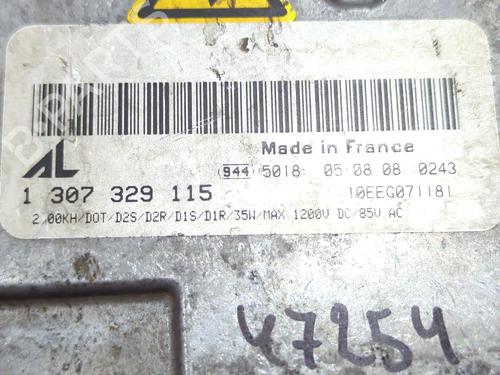 AL
Made in France
944 5018 05 08 08 0243
1 307 329 115
10EEG071181
2.00KH/DOT/D2S/D2R/D1S/D1R/35W/MAX 1200V DC/85V AC
47254
B-PARTS